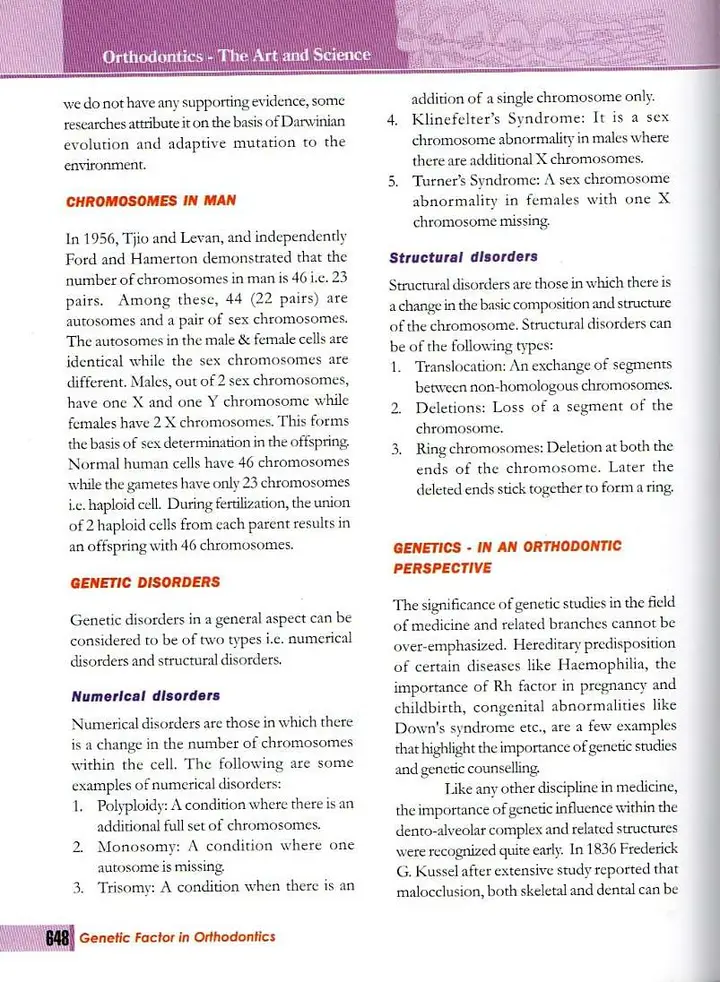 Orthodontics - The Art and Science
we do not have any supporting evidence, some
researches attribute it on the basis of Darwinian
evolution and adaptive mutation to the
environment.
CHROMOSOMES IN MAN
In 1956, Tjio and Levan, and independently
Ford and Hamerton demonstrated that the
number of chromosomes in man is 46 i.e. 23
pairs. Among these, 44 (22 pairs) are
autosomes and a pair of sex chromosomes.
The autosomes in the male & female cells are
identical while the sex chromosomes are
different. Males, out of 2 sex chromosomes,
have one X and one Y chromosome while
females have 2 X chromosomes. This forms
the basis of sex determination in the offspring.
Normal human cells have 46 chromosomes
while the gametes have only 23 chromosomes
i.e. haploid cell. During fertilization, the union
of 2 haploid cells from each parent results in
an offspring with 46 chromosomes.
GENETIC DISORDERS
Genetic disorders in a general aspect can be
considered to be of two types i.e. numerical
disorders and structural disorders.
Numerical disorders
Numerical disorders are those in which there
is a change in the number of chromosomes
within the cell. The following are some
examples of numerical disorders:
1. Polyploidy: A condition where there is an
additional full set of chromosomes.
2. Monosomy: A condition where one
autosome is missing.
3. Trisomy: A condition when there is an
addition of a single chromosome only.
4. Klinefelter's Syndrome: It is a sex
chromosome abnormality in males where
there are additional X chromosomes.
5. Turner's Syndrome: A sex chromosome
abnormality in females with one X
chromosome missing.
Structural disorders
Structural disorders are those in which there is
a change in the basic composition and structure
of the chromosome. Structural disorders can
be of the following types:
1. Translocation: An exchange of segments
between non-homologous chromosomes.
2. Deletions: Loss of a segment of the
chromosome.
3. Ring chromosomes: Deletion at both the
ends of the chromosome. Later the
deleted ends stick together to form a ring.
GENETICS - IN AN ORTHODONTIC
PERSPECTIVE
The significance of genetic studies in the field
of medicine and related branches cannot be
over-emphasized. Hereditary predisposition
of certain diseases like Haemophilia, the
importance of Rh factor in pregnancy and
childbirth, congenital abnormalities like
Down's syndrome etc., are a few examples
that highlight the importance of genetic studies
and genetic counselling.
Like any other discipline in medicine,
the importance of genetic influence within the
dento-alveolar complex and related structures
were recognized quite early. In 1836 Frederick
G. Kussel after extensive study reported that
malocclusion, both skeletal and dental can be
648 Genetic Factor in Orthodontics